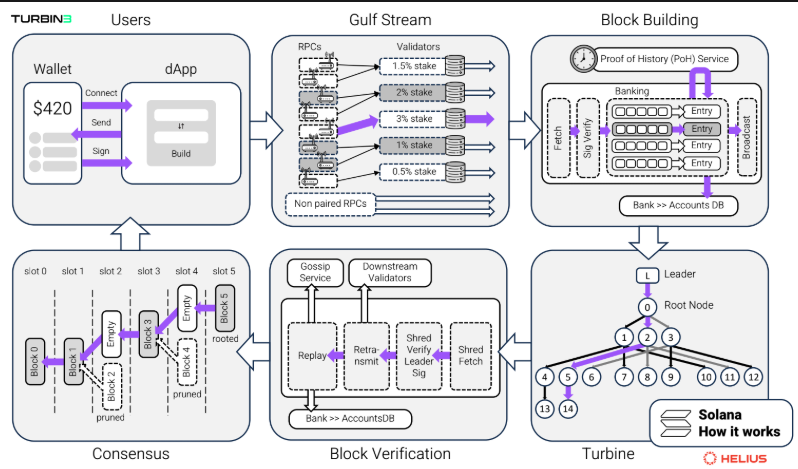 TURBIN3
Users
Gulf Stream
Block Building
Wallet
dApp
$420
Connect
Send
Sign
Build
RPCs
Validators
1.5% stake
2% stake
3% stake
1% stake
0.5% stake
Non paired RPCs
Proof of History (PoH) Service
Banking
Fetch
Sig Verify
Entry
Entry
Entry
Entry
Broadcast
Bank >> Accounts DB
slot 0
slot 1
slot 2
slot 3
slot 4
slot 5
Block 0
Block 1
Empty
Block 2
pruned
Block 3
Empty
Block 4
pruned
Block 5
rooted
Consensus
Gossip
Service
Downstream
Validators
Replay
Retra-
nsmit
Shred
Verify
Leader
Sig
Shred
Fetch
Bank >> AccountsDB
Block Verification
L
Leader
0
Root Node
1
2
3
4
5
6
7
8
9
10
11
12
13
14
Turbine
Solana
How it works
HELIUS